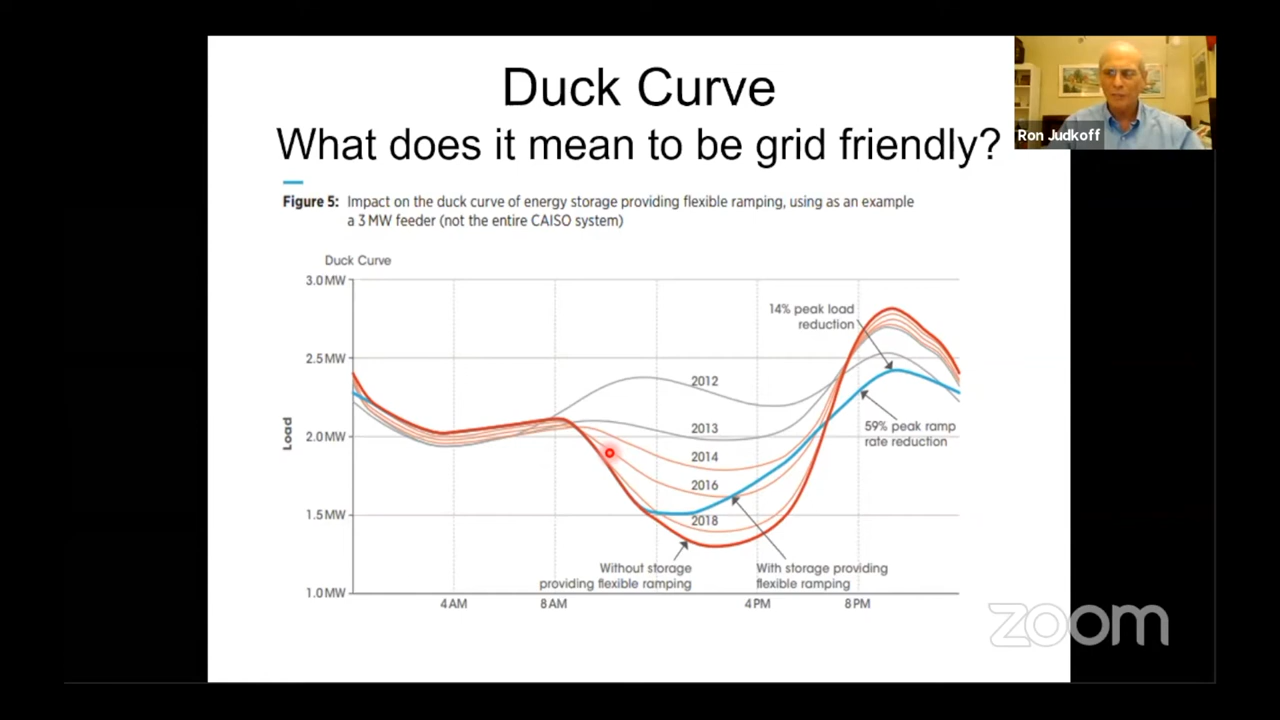 Duck Curve
What does it mean to be grid friendly?
Ron Judkoff
Figure 5: Impact on the duck curve of energy storage providing flexible ramping, using as an example
a 3 MW feeder (not the entire CAISO system)
Duck Curve
3.0 MW
2.5 MW
2.0 MW
1.5 MW
1.0 MW
Load
14% peak load
reduction
2012
2013
2014
2016
2018
59% peak ramp
rate reduction
Without storage
providing flexible ramping
With storage providing
flexible ramping
4 AM
8 AM
4 PM
8 PM
zoom